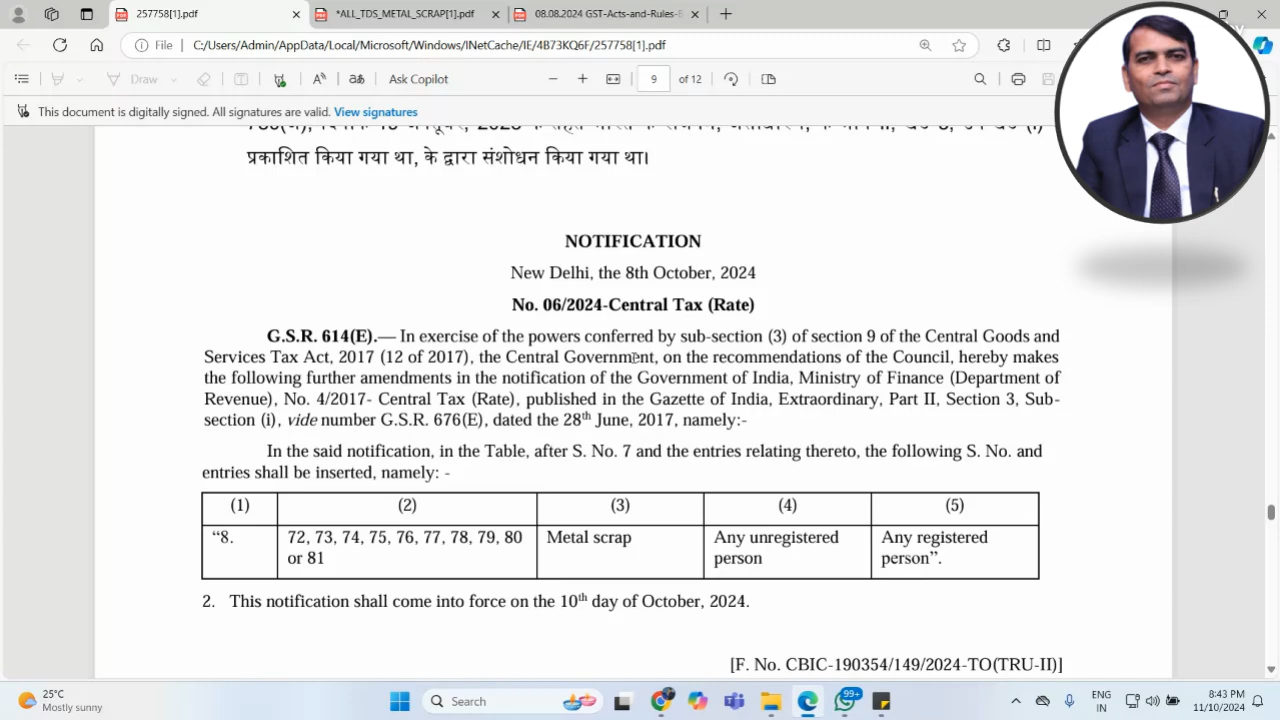 257758[1].pdf
*ALL_TDS_METAL_SCRAP[1].pdf
08.08.2024 GST-Acts-and-Rules-B
File C:/Users/Admin/AppData/Local/Microsoft/Windows/INetCache/IE/4B73KQ6F/257758[1].pdf
Draw Ask Copilot 9 of 12
This document is digitally signed. All signatures are valid. View signatures
प्रकाशित किया गया था, के द्वारा संशोधन किया गया था।
NOTIFICATION
New Delhi, the 8th October, 2024
No. 06/2024-Central Tax (Rate)
G.S.R. 614(E).— In exercise of the powers conferred by sub-section (3) of section 9 of the Central Goods and
Services Tax Act, 2017 (12 of 2017), the Central Government, on the recommendations of the Council, hereby makes
the following further amendments in the notification of the Government of India, Ministry of Finance (Department of
Revenue), No. 4/2017- Central Tax (Rate), published in the Gazette of India, Extraordinary, Part II, Section 3, Sub-
section (i), vide number G.S.R. 676(E), dated the 28th June, 2017, namely:-
In the said notification, in the Table, after S. No. 7 and the entries relating thereto, the following S. No. and
entries shall be inserted, namely: -
(1) (2) (3) (4) (5)
“8. 72, 73, 74, 75, 76, 77, 78, 79, 80 Metal scrap Any unregistered Any registered
or 81 person person”.
2. This notification shall come into force on the 10th day of October, 2024.
[F. No. CBIC-190354/149/2024-TO(TRU-II)]
25°C
Mostly sunny
Search
99+
ENG
IN
8:43 PM
11/10/2024